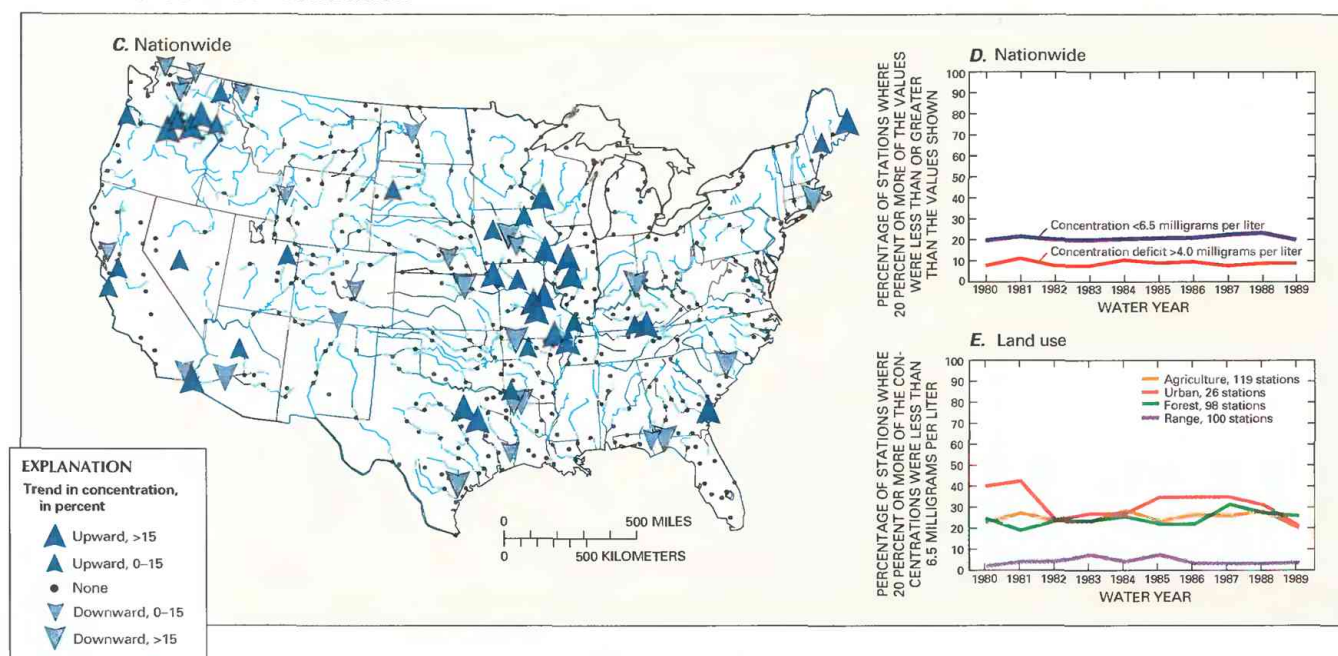 C. Nationwide
EXPLANATION
Trend in concentration,
in percent
Upward, >15
Upward, 0–15
None
Downward, 0–15
Downward, >15
0 500 MILES
0 500 KILOMETERS
D. Nationwide
PERCENTAGE OF STATIONS WHERE
20 PERCENT OR MORE OF THE VALUES
WERE LESS THAN OR GREATER
THAN THE VALUES SHOWN
100
90
80
70
60
50
40
30
20
10
0
Concentration <6.5 milligrams per liter
Concentration deficit >4.0 milligrams per liter
1980 1981 1982 1983 1984 1985 1986 1987 1988 1989
WATER YEAR
E. Land use
PERCENTAGE OF STATIONS WHERE
20 PERCENT OR MORE OF THE CON-
CENTRATIONS WERE LESS THAN
6.5 MILLIGRAMS PER LITER
100
90
80
70
60
50
40
30
20
10
0
Agriculture, 119 stations
Urban, 26 stations
Forest, 98 stations
Range, 100 stations
1980 1981 1982 1983 1984 1985 1986 1987 1988 1989
WATER YEAR